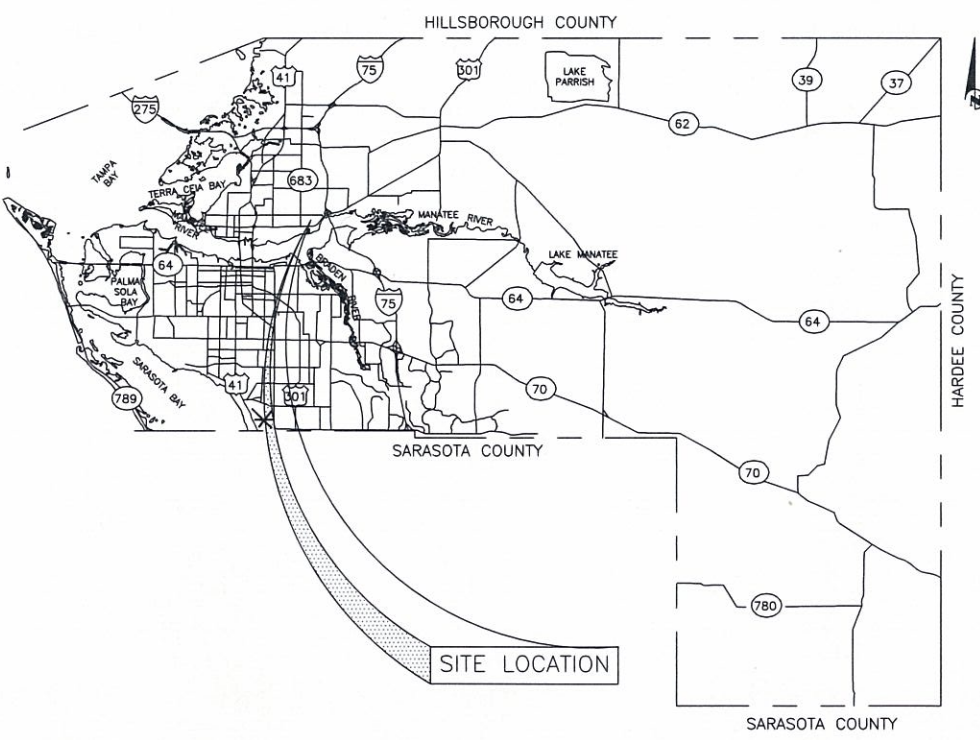 HILLSBOROUGH COUNTY
41
75
301
LAKE
PARRISH
39
37
275
62
TAMPA
BAY
TERRA CEIA BAY
683
RIVER
MANATEE RIVER
64
BRADEN
RIVER
LAKE MANATEE
PALMA
SOLA
BAY
75
64
64
HARDEE COUNTY
SARASOTA BAY
789
41
301
70
SARASOTA COUNTY
70
780
SITE LOCATION
SARASOTA COUNTY